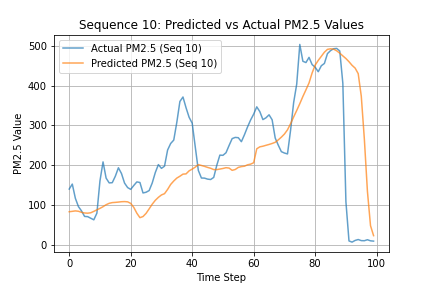 Sequence 10: Predicted vs Actual PM2.5 Values
Actual PM2.5 (Seq 10)
Predicted PM2.5 (Seq 10)
PM2.5 Value
500
400
300
200
100
0
0
20
40
60
80
100
Time Step